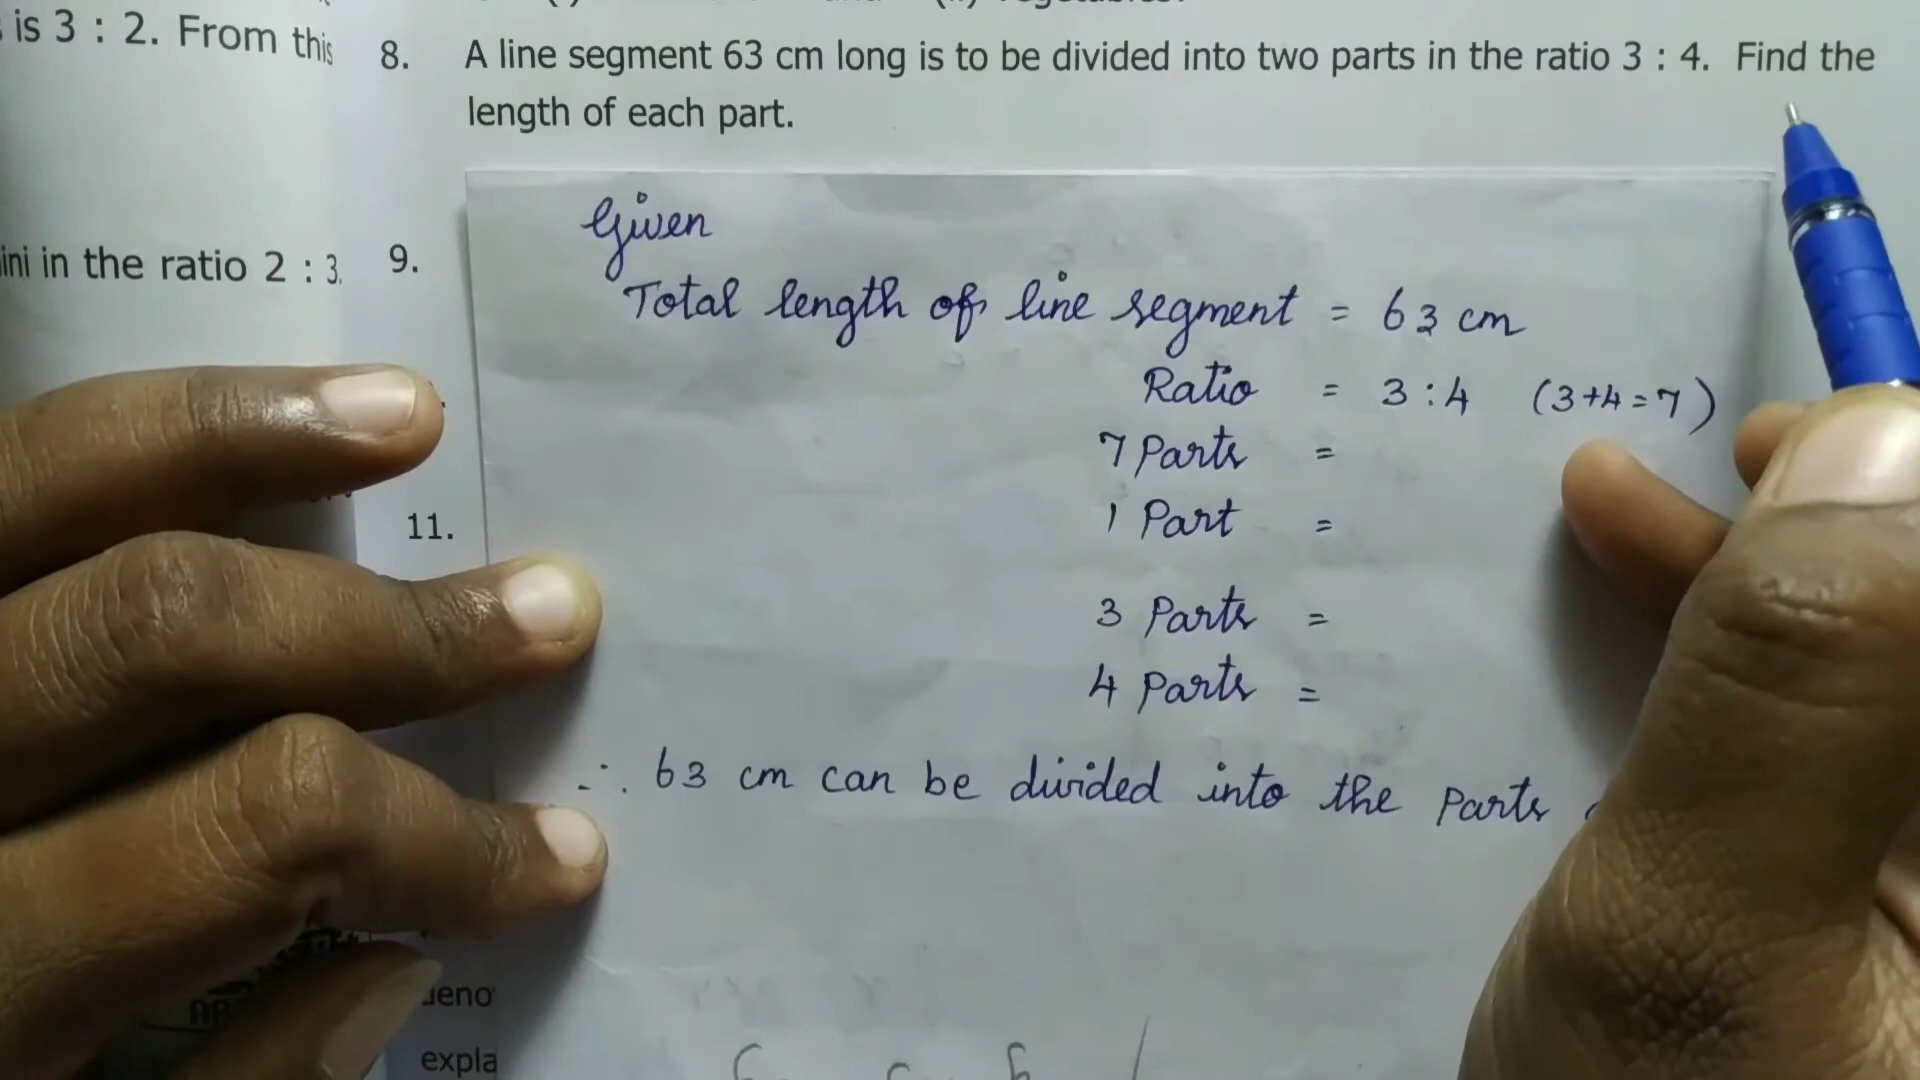 is 3 : 2. From this
8. A line segment 63 cm long is to be divided into two parts in the ratio 3 : 4. Find the
length of each part.
Given
ini in the ratio 2 : 3.
9.
Total length of line segment = 63 cm
Ratio = 3 : 4 (3+4=7)
7 Parts =
11.
1 Part =
3 Parts =
4 Parts =
∴ 63 cm can be divided into the Parts
expla